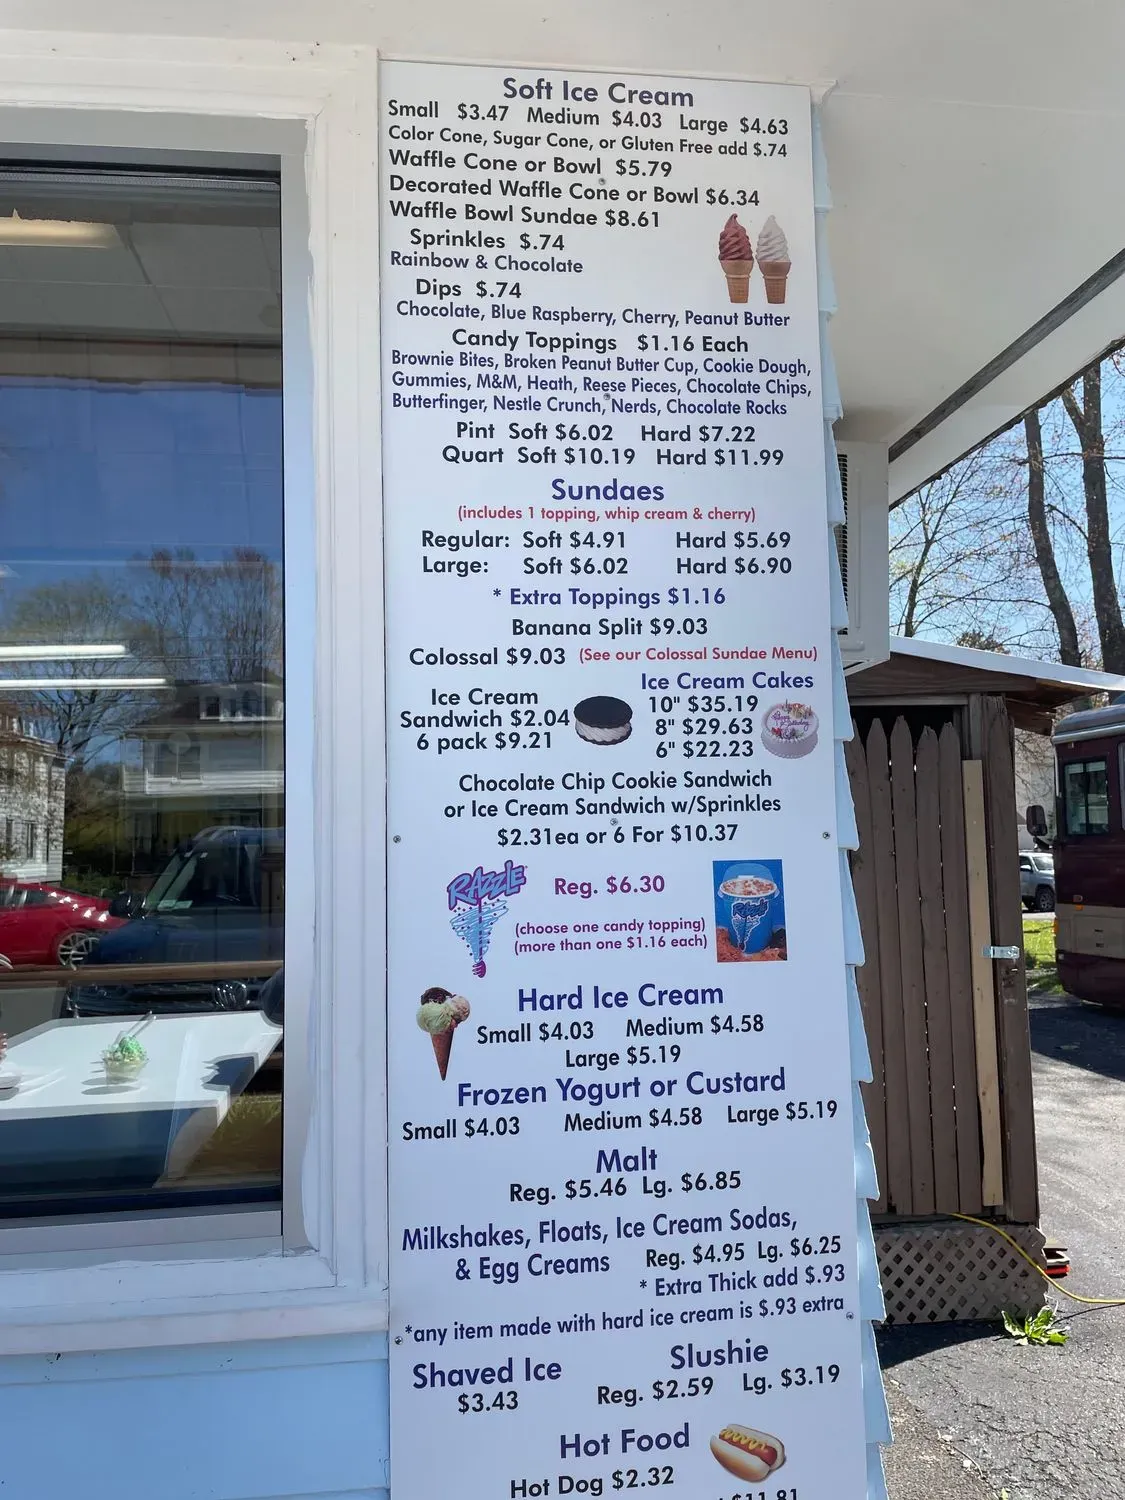 Soft Ice Cream
Small $3.47 Medium $4.03 Large $4.63
Color Cone, Sugar Cone, or Gluten Free add $.74
Waffle Cone or Bowl $5.79
Decorated Waffle Cone or Bowl $6.34
Waffle Bowl Sundae $8.61
Sprinkles $.74
Rainbow & Chocolate
Dips $.74
Chocolate, Blue Raspberry, Cherry, Peanut Butter
Candy Toppings $1.16 Each
Brownie Bites, Broken Peanut Butter Cup, Cookie Dough,
Gummies, M&M, Heath, Reese Pieces, Chocolate Chips,
Butterfinger, Nestle Crunch, Nerds, Chocolate Rocks
Pint Soft $6.02 Hard $7.22
Quart Soft $10.19 Hard $11.99
Sundaes
(includes 1 topping, whip cream & cherry)
Regular: Soft $4.91 Hard $5.69
Large: Soft $6.02 Hard $6.90
* Extra Toppings $1.16
Banana Split $9.03
Colossal $9.03 (See our Colossal Sundae Menu)
Ice Cream
Sandwich $2.04
6 pack $9.21
Ice Cream Cakes
10" $35.19
8" $29.63
6" $22.23
Chocolate Chip Cookie Sandwich
or Ice Cream Sandwich w/Sprinkles
$2.31ea or 6 For $10.37
RAZZLE
Reg. $6.30
(choose one candy topping)
(more than one $1.16 each)
Hard Ice Cream
Small $4.03 Medium $4.58
Large $5.19
Frozen Yogurt or Custard
Small $4.03 Medium $4.58 Large $5.19
Malt
Reg. $5.46 Lg. $6.85
Milkshakes, Floats, Ice Cream Sodas,
& Egg Creams Reg. $4.95 Lg. $6.25
* Extra Thick add $.93
*any item made with hard ice cream is $.93 extra
Shaved Ice
$3.43
Slushie
Reg. $2.59 Lg. $3.19
Hot Food
Hot Dog $2.32